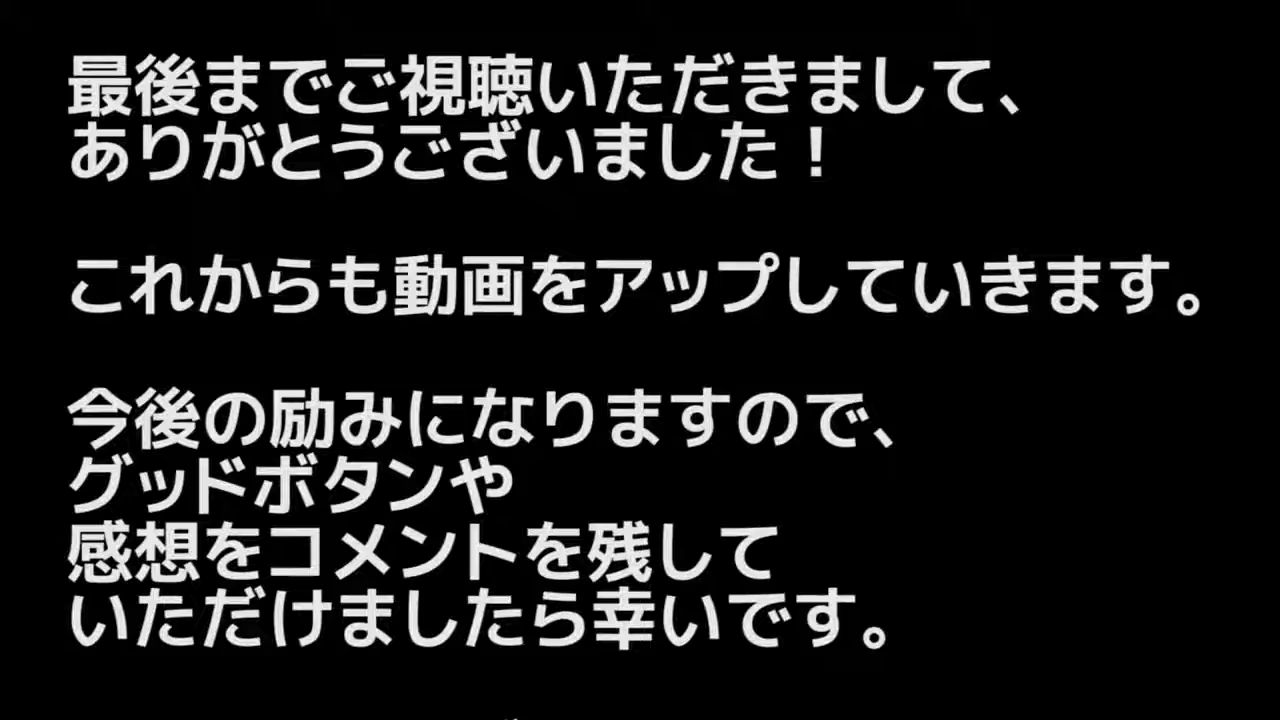 最後までご視聴いただきまして、
ありがとうございました！
これからも動画をアップしていきます。
今後の励みになりますので、
グッドボタンや
感想をコメントを残して
いただけましたら幸いです。